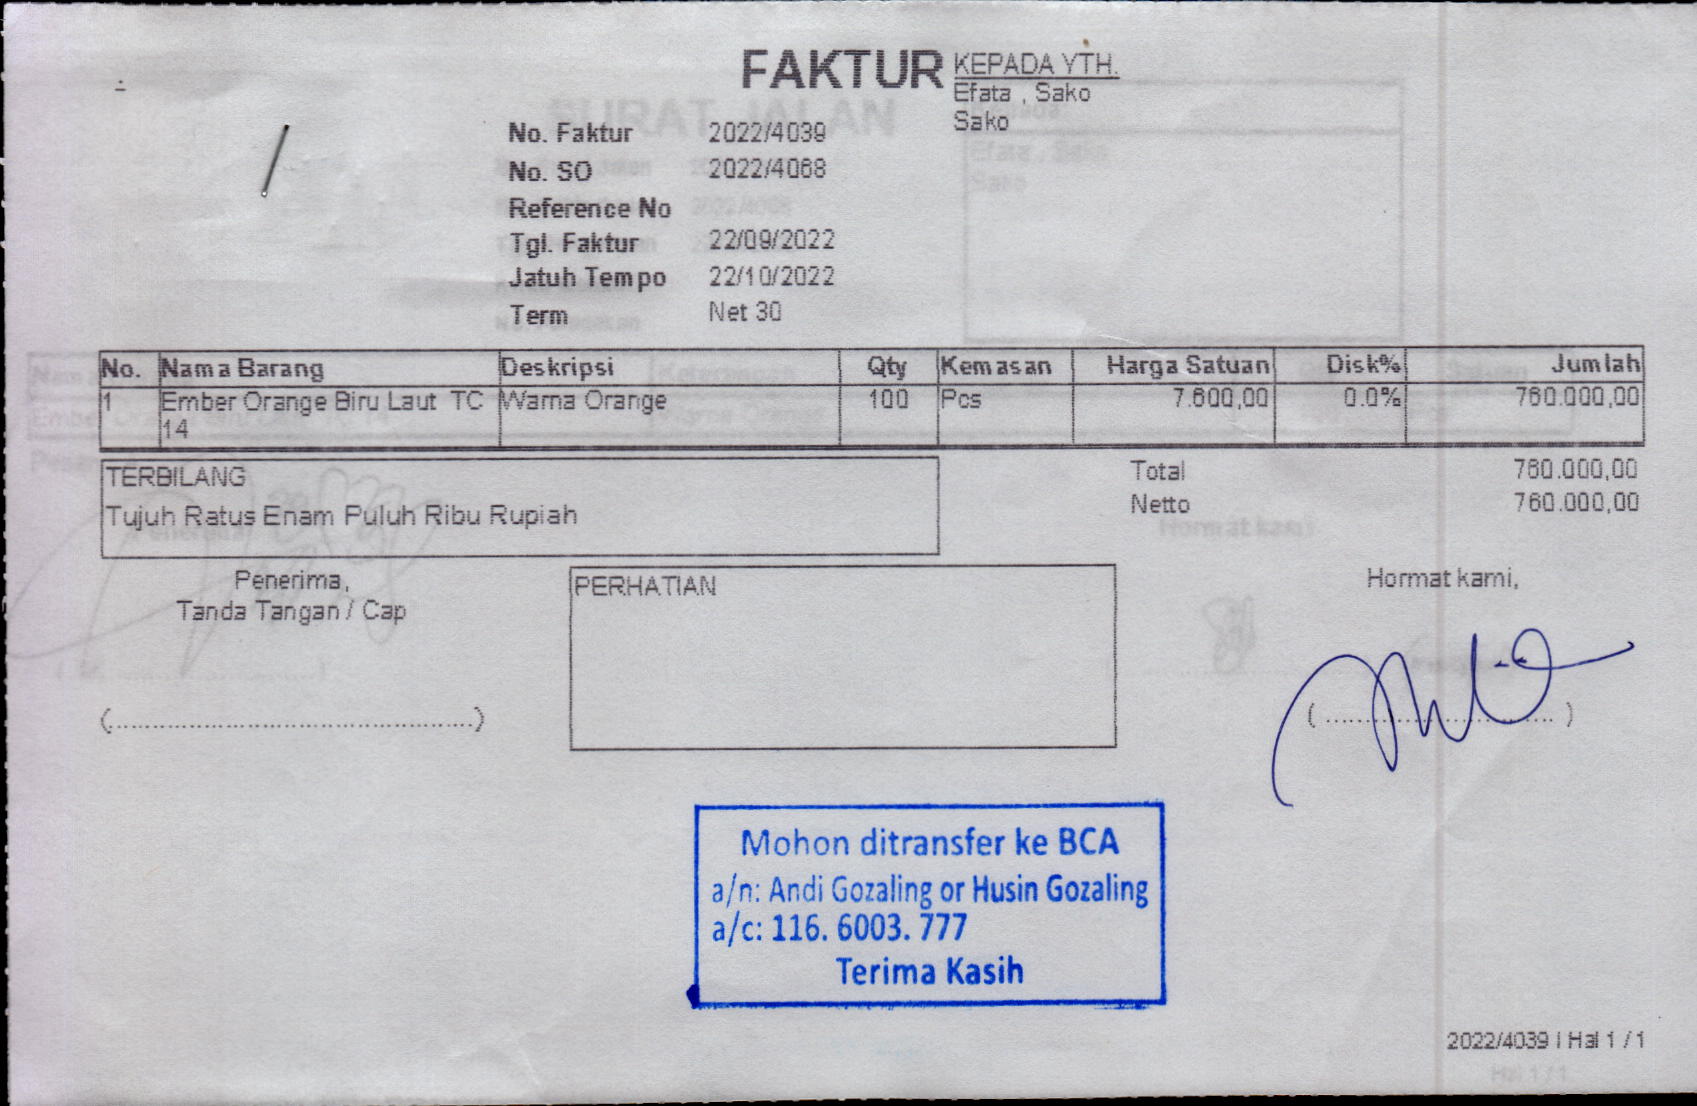 FAKTUR
KEPADA YTH.
Efata , Sako
Sako
No. Faktur 2022/4039
No. SO 2022/4068
Reference No
Tgl. Faktur 22/09/2022
Jatuh Tempo 22/10/2022
Term Net 30
No. Nama Barang Deskripsi Qty Kemasan Harga Satuan Disk% Jumlah
1 Ember Orange Biru Laut TC 14 Warna Orange 100 Pcs 7.600,00 0.0% 760.000,00
TERBILANG
Tujuh Ratus Enam Puluh Ribu Rupiah
Total 760.000,00
Netto 760.000,00
Penerima,
Tanda Tangan / Cap
(................................................)
PERHATIAN
Hormat kami,
(..............................)
Mohon ditransfer ke BCA
a/n: Andi Gozaling or Husin Gozaling
a/c: 116. 6003. 777
Terima Kasih
2022/4039 | Hal 1 / 1